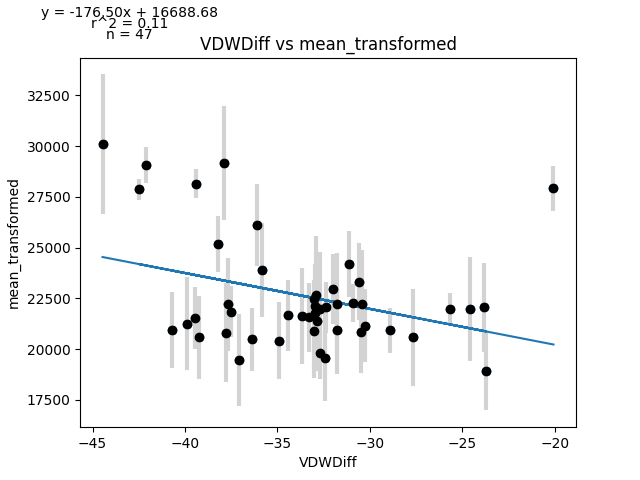 y = -176.50x + 16688.68
r^2 = 0.11
n = 47
VDWDiff vs mean_transformed
mean_transformed
32500
30000
27500
25000
22500
20000
17500
−45
−40
−35
−30
−25
−20
VDWDiff